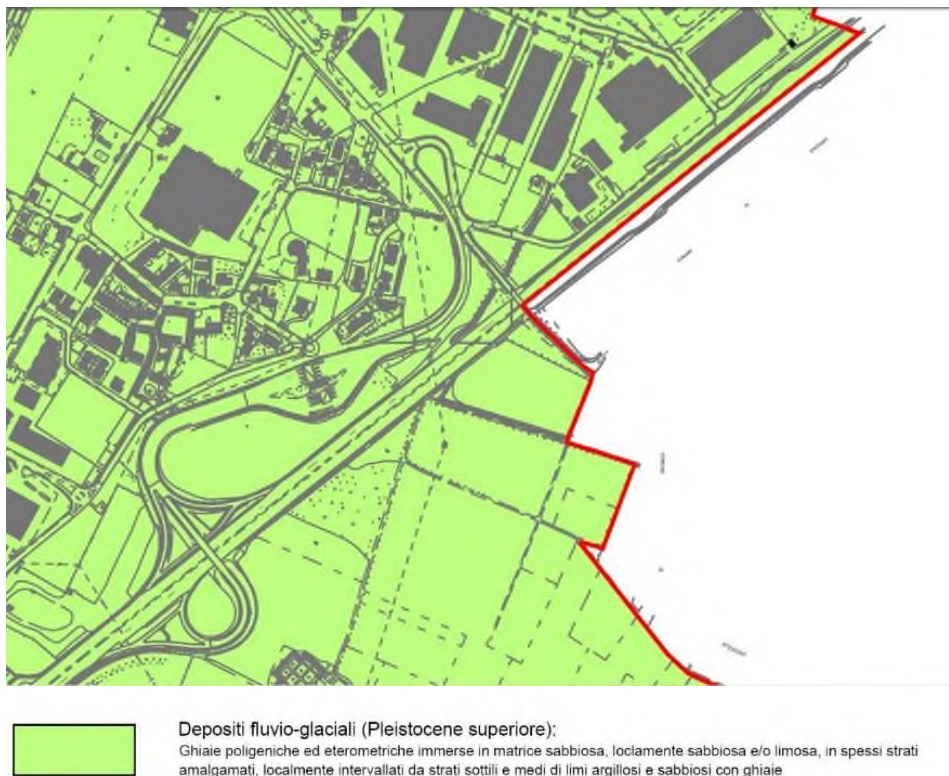 Depositi fluvio-glaciali (Pleistocene superiore):
Ghiaie poligeniche ed eterometriche immerse in matrice sabbiosa, loclamente sabbiosa e/o limosa, in spessi strati
amalgamati, localmente intervallati da strati sottili e medi di limi argillosi e sabbiosi con ghiaie